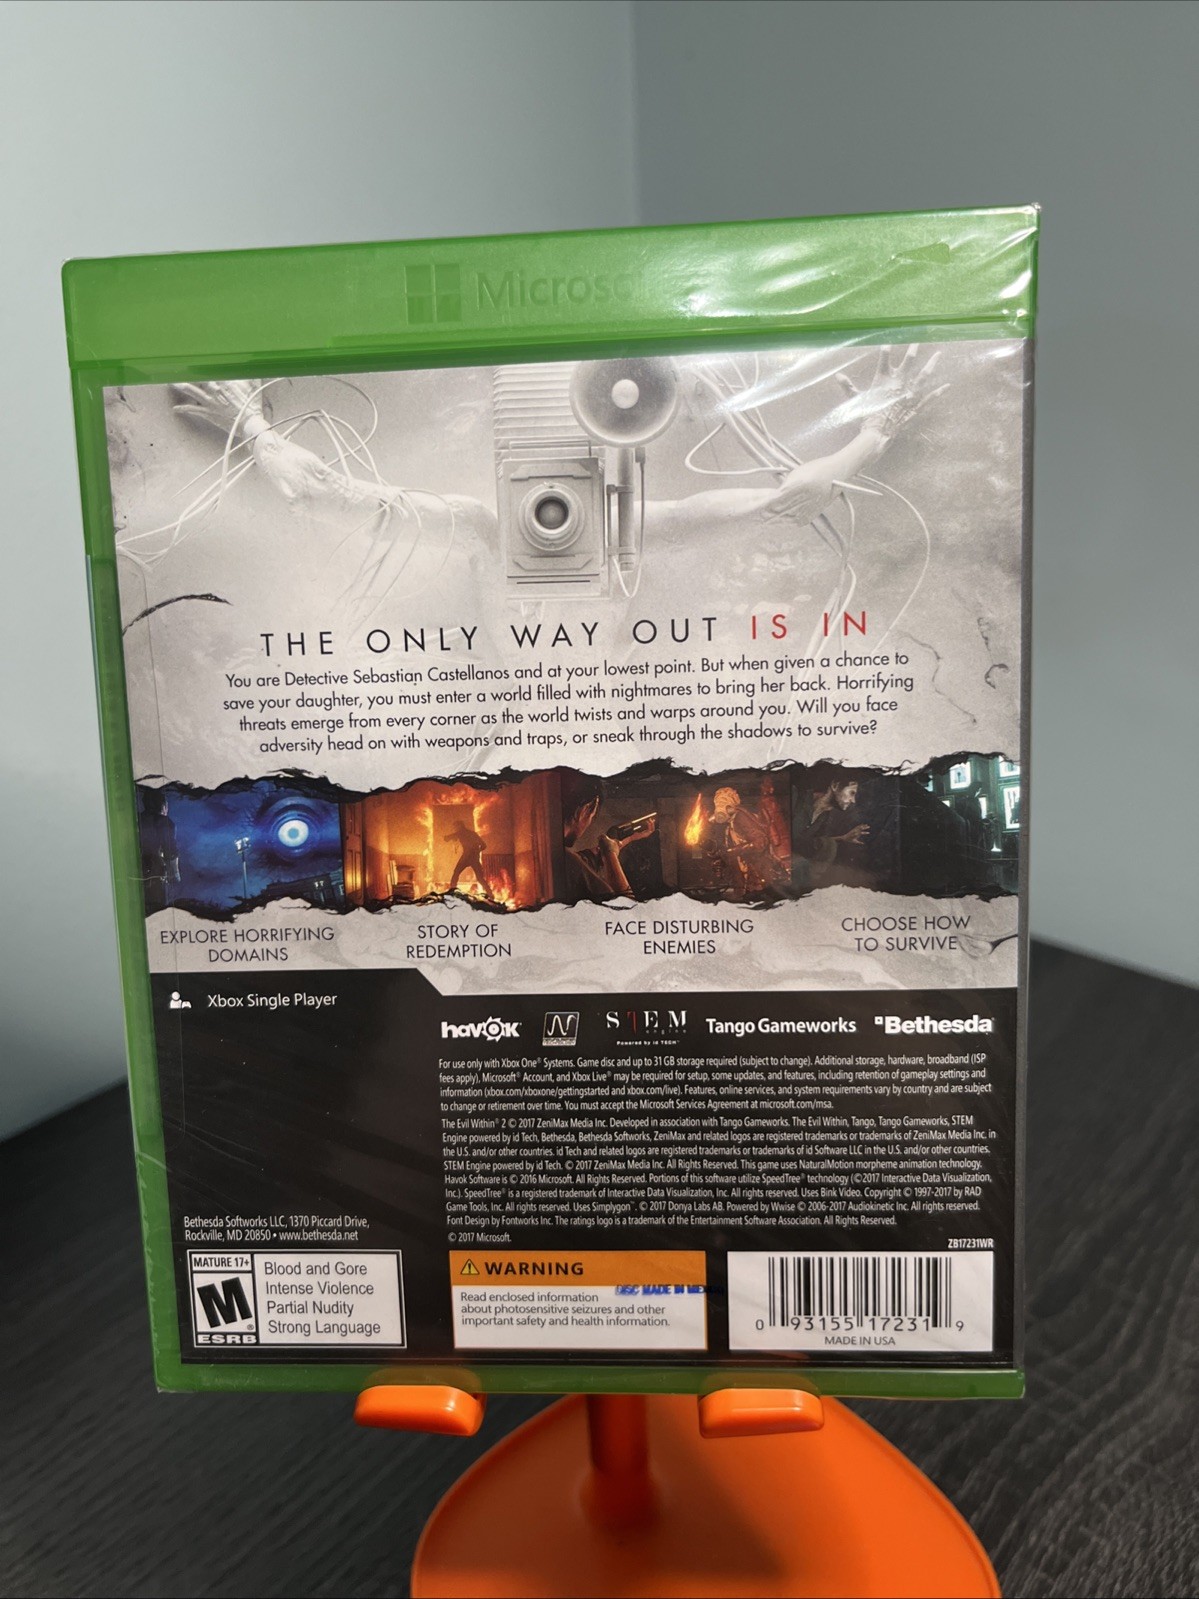 Microso
THE ONLY WAY OUT IS IN
You are Detective Sebastian Castellanos and at your lowest point. But when given a chance to
save your daughter, you must enter a world filled with nightmares to bring her back. Horrifying
threats emerge from every corner as the world twists and warps around you. Will you face
adversity head on with weapons and traps, or sneak through the shadows to survive?
EXPLORE HORRIFYING
DOMAINS
STORY OF
REDEMPTION
FACE DISTURBING
ENEMIES
CHOOSE HOW
TO SURVIVE
Xbox Single Player
havok
STEM
engine
Powered by id TECH
Tango Gameworks
Bethesda
For use only with Xbox One® Systems. Game disc and up to 31 GB storage required (subject to change). Additional storage, hardware, broadband (ISP
fees apply), Microsoft® Account, and Xbox Live® may be required for setup, some updates, and features, including retention of gameplay settings and
information (xbox.com/xboxone/gettingstarted and xbox.com/live). Features, online services, and system requirements vary by country and are subject
to change or retirement over time. You must accept the Microsoft Services Agreement at microsoft.com/msa.
The Evil Within® 2 © 2017 ZeniMax Media Inc. Developed in association with Tango Gameworks. The Evil Within, Tango, Tango Gameworks, STEM
Engine powered by id Tech, Bethesda, Bethesda Softworks, ZeniMax and related logos are registered trademarks or trademarks of ZeniMax Media Inc. in
the U.S. and/or other countries. id Tech and related logos are registered trademarks or trademarks of id Software LLC in the U.S. and/or other countries.
STEM Engine powered by id Tech. © 2017 ZeniMax Media Inc. All Rights Reserved. This game uses NaturalMotion morpheme animation technology.
Havok Software is © 2016 Microsoft. All Rights Reserved. Portions of this software utilize SpeedTree® technology (©2017 Interactive Data Visualization,
Inc.). SpeedTree® is a registered trademark of Interactive Data Visualization, Inc. All rights reserved. Uses Bink Video. Copyright © 1997-2017 by RAD
Game Tools, Inc. All rights reserved. Uses Simplygon™. © 2017 Donya Labs AB. Powered by Wwise © 2006-2017 Audiokinetic Inc. All rights reserved.
Font Design by Fontworks Inc. The ratings logo is a trademark of the Entertainment Software Association. All Rights Reserved.
© 2017 Microsoft.
ZB17231WR
Bethesda Softworks LLC, 1370 Piccard Drive,
Rockville, MD 20850 • www.bethesda.net
MATURE 17+
M
ESRB
Blood and Gore
Intense Violence
Partial Nudity
Strong Language
WARNING
DISC MADE IN MEX
Read enclosed information
about photosensitive seizures and other
important safety and health information.
0 93155 17231 9
MADE IN USA